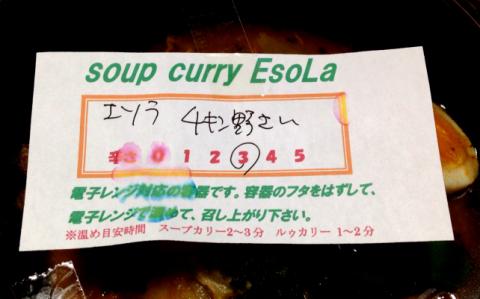 soup curry EsoLa
エソラ チキン野さい
辛さ 0 1 2 3 4 5
電子レンジ対応の容器です。容器のフタをはずして、
電子レンジで温めて、召し上がり下さい。
※温め目安時間 スープカリー2~3分 ルゥカリー 1~2分